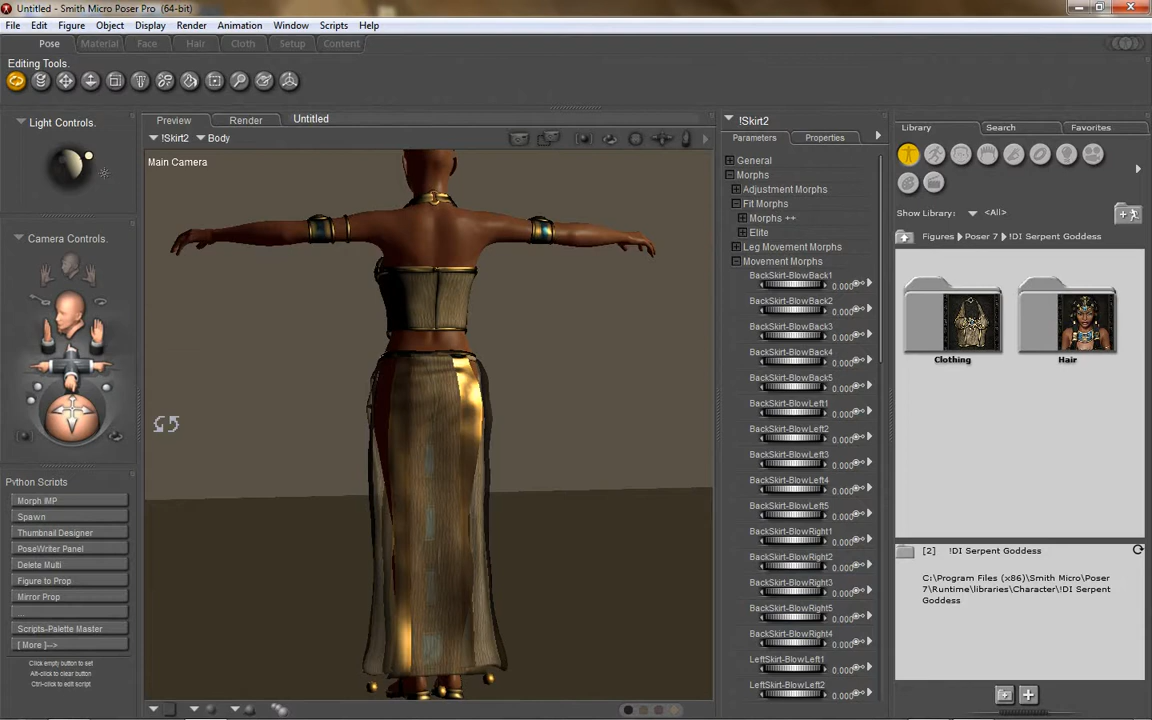 Untitled - Smith Micro Poser Pro (64-bit)
File Edit Figure Object Display Render Animation Window Scripts Help
Pose Material Face Hair Cloth Setup Content
Editing Tools.
Light Controls.
Camera Controls.
Python Scripts
Morph IMP
Spawn
Thumbnail Designer
PoseWriter Panel
Delete Multi
Figure to Prop
Mirror Prop
...
Scripts-Palette Master
[ More ]-->
Click empty button to set
Alt-click to clear button
Ctrl-click to edit script
Preview Render Untitled
!Skirt2 Body
Main Camera
!Skirt2
Parameters Properties
General
Morphs
Adjustment Morphs
Fit Morphs
Morphs ++
Elite
Leg Movement Morphs
Movement Morphs
BackSkirt-BlowBack1
0.000
BackSkirt-BlowBack2
0.000
BackSkirt-BlowBack3
0.000
BackSkirt-BlowBack4
0.000
BackSkirt-BlowBack5
0.000
BackSkirt-BlowLeft1
0.000
BackSkirt-BlowLeft2
0.000
BackSkirt-BlowLeft3
0.000
BackSkirt-BlowLeft4
0.000
BackSkirt-BlowLeft5
0.000
BackSkirt-BlowRight1
0.000
BackSkirt-BlowRight2
0.000
BackSkirt-BlowRight3
0.000
BackSkirt-BlowRight5
0.000
BackSkirt-BlowRight4
0.000
LeftSkirt-BlowLeft1
0.000
LeftSkirt-BlowLeft2
0.000
Library Search Favorites
Show Library: <All>
Figures Poser 7 !DI Serpent Goddess
Clothing Hair
[2] !DI Serpent Goddess
C:\Program Files (x86)\Smith Micro\Poser
7\Runtime\libraries\Character\!DI Serpent
Goddess